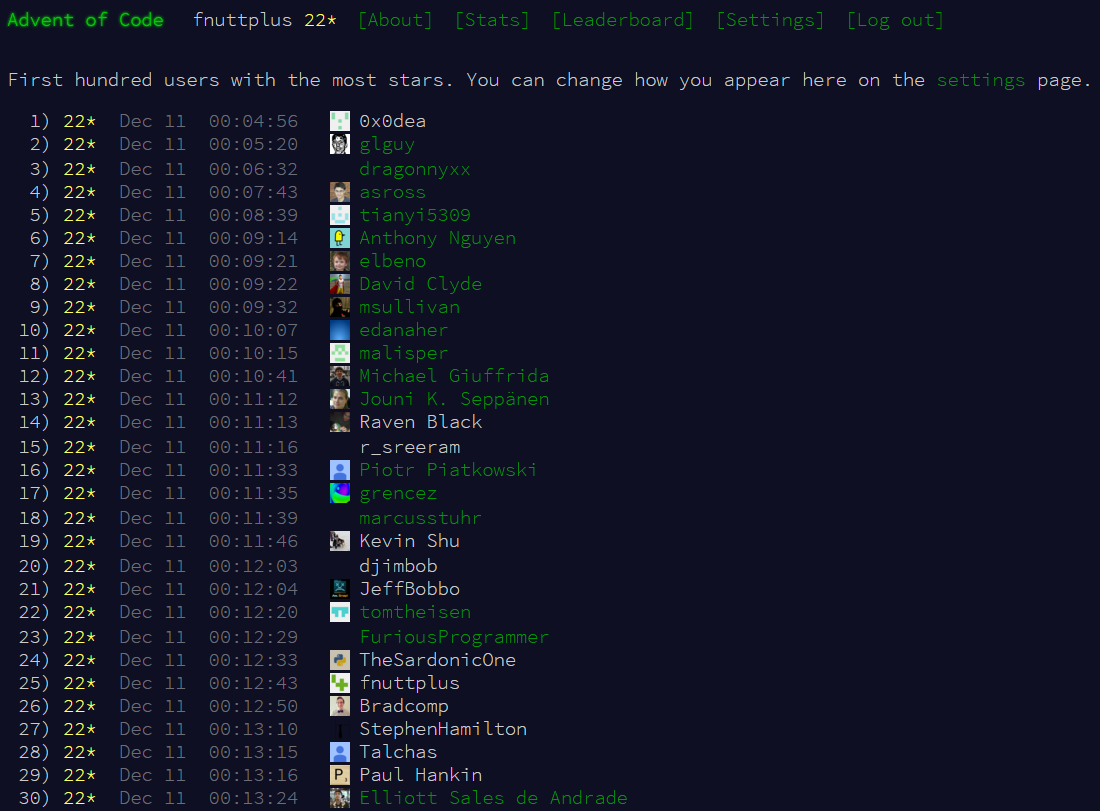 Advent of Code fnuttplus 22* [About] [Stats] [Leaderboard] [Settings] [Log out]
First hundred users with the most stars. You can change how you appear here on the settings page.
1) 22* Dec 11 00:04:56 0x0dea
2) 22* Dec 11 00:05:20 glguy
3) 22* Dec 11 00:06:32 dragonnyxx
4) 22* Dec 11 00:07:43 asross
5) 22* Dec 11 00:08:39 tianyi5309
6) 22* Dec 11 00:09:14 Anthony Nguyen
7) 22* Dec 11 00:09:21 elbeno
8) 22* Dec 11 00:09:22 David Clyde
9) 22* Dec 11 00:09:32 msullivan
10) 22* Dec 11 00:10:07 edanaher
11) 22* Dec 11 00:10:15 malisper
12) 22* Dec 11 00:10:41 Michael Giuffrida
13) 22* Dec 11 00:11:12 Jouni K. Seppänen
14) 22* Dec 11 00:11:13 Raven Black
15) 22* Dec 11 00:11:16 r_sreeram
16) 22* Dec 11 00:11:33 Piotr Piatkowski
17) 22* Dec 11 00:11:35 grencez
18) 22* Dec 11 00:11:39 marcusstuhr
19) 22* Dec 11 00:11:46 Kevin Shu
20) 22* Dec 11 00:12:03 djimbob
21) 22* Dec 11 00:12:04 JeffBobbo
22) 22* Dec 11 00:12:20 tomtheisen
23) 22* Dec 11 00:12:29 FuriousProgrammer
24) 22* Dec 11 00:12:33 TheSardonicOne
25) 22* Dec 11 00:12:43 fnuttplus
26) 22* Dec 11 00:12:50 Bradcomp
27) 22* Dec 11 00:13:10 StephenHamilton
28) 22* Dec 11 00:13:15 Talchas
29) 22* Dec 11 00:13:16 Paul Hankin
30) 22* Dec 11 00:13:24 Elliott Sales de Andrade